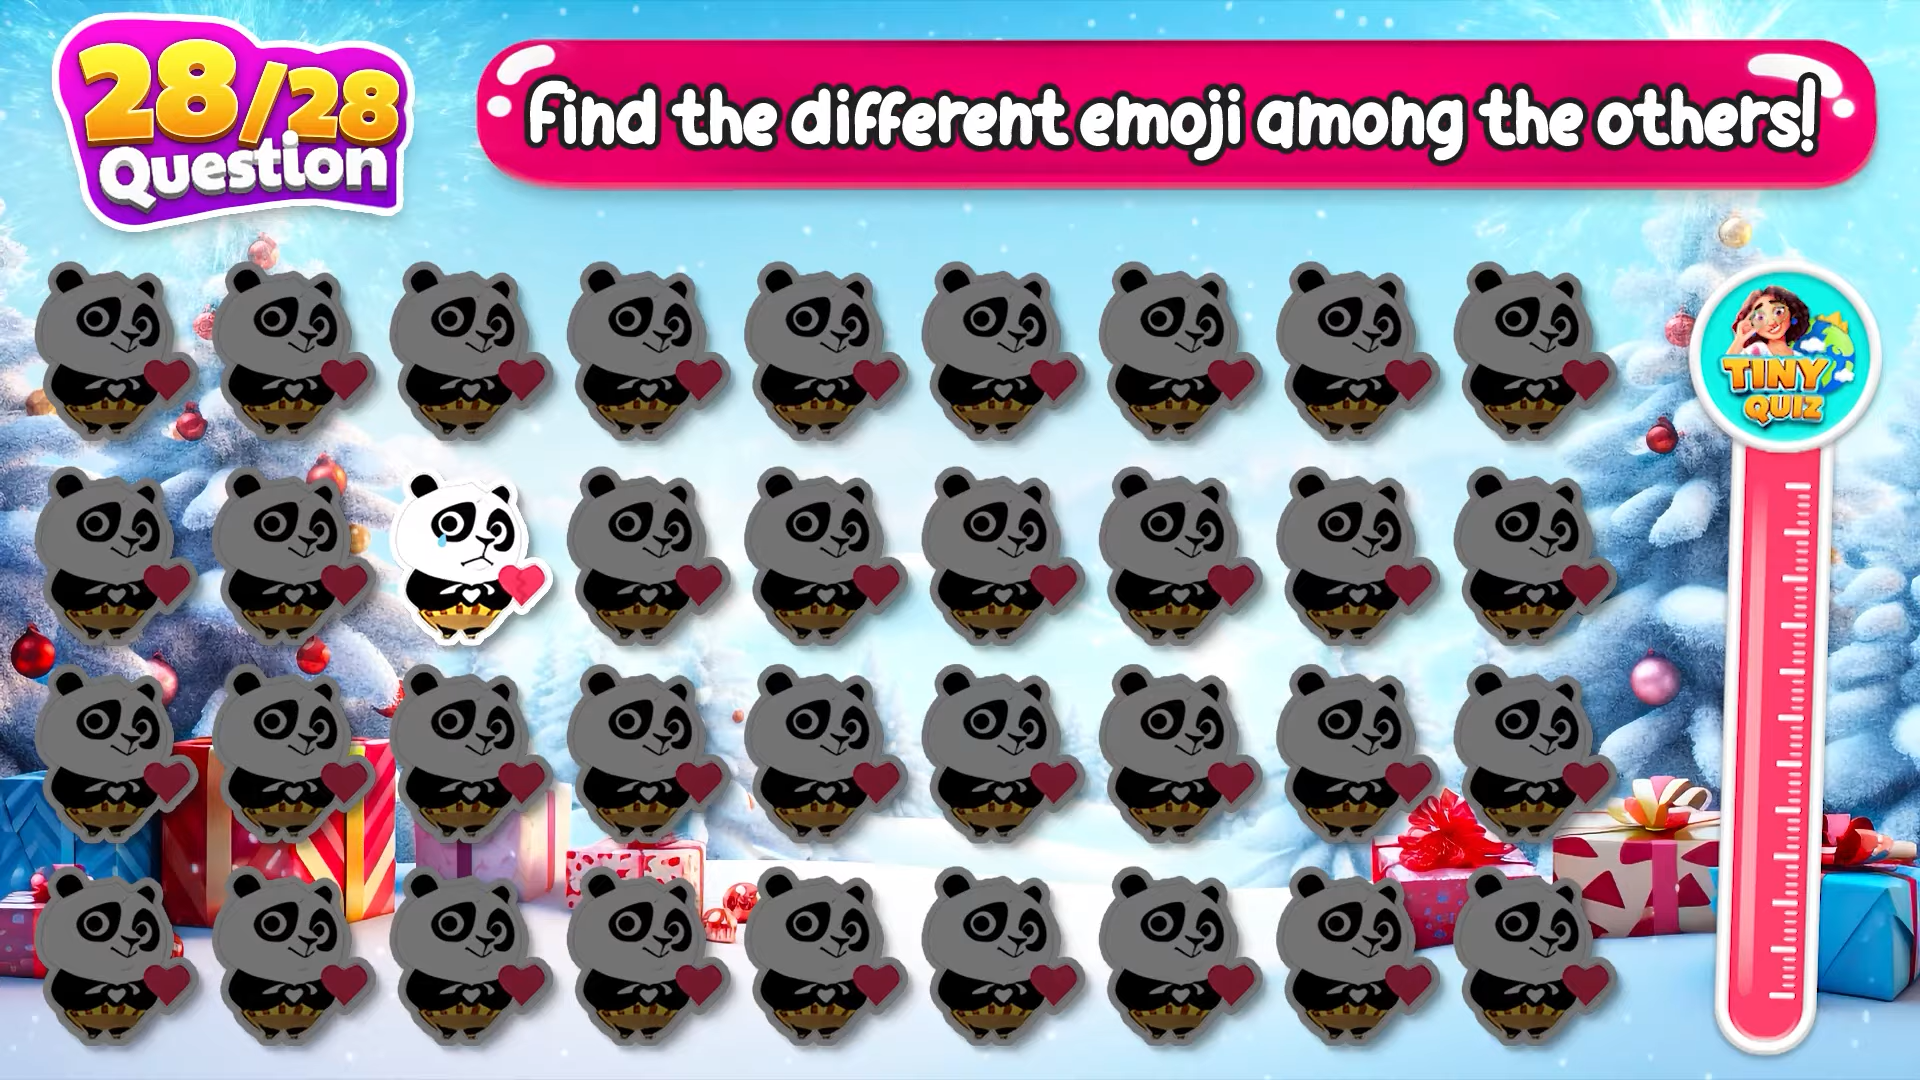 28/28
Question
Find the different emoji among the others!
TINY
QUIZ